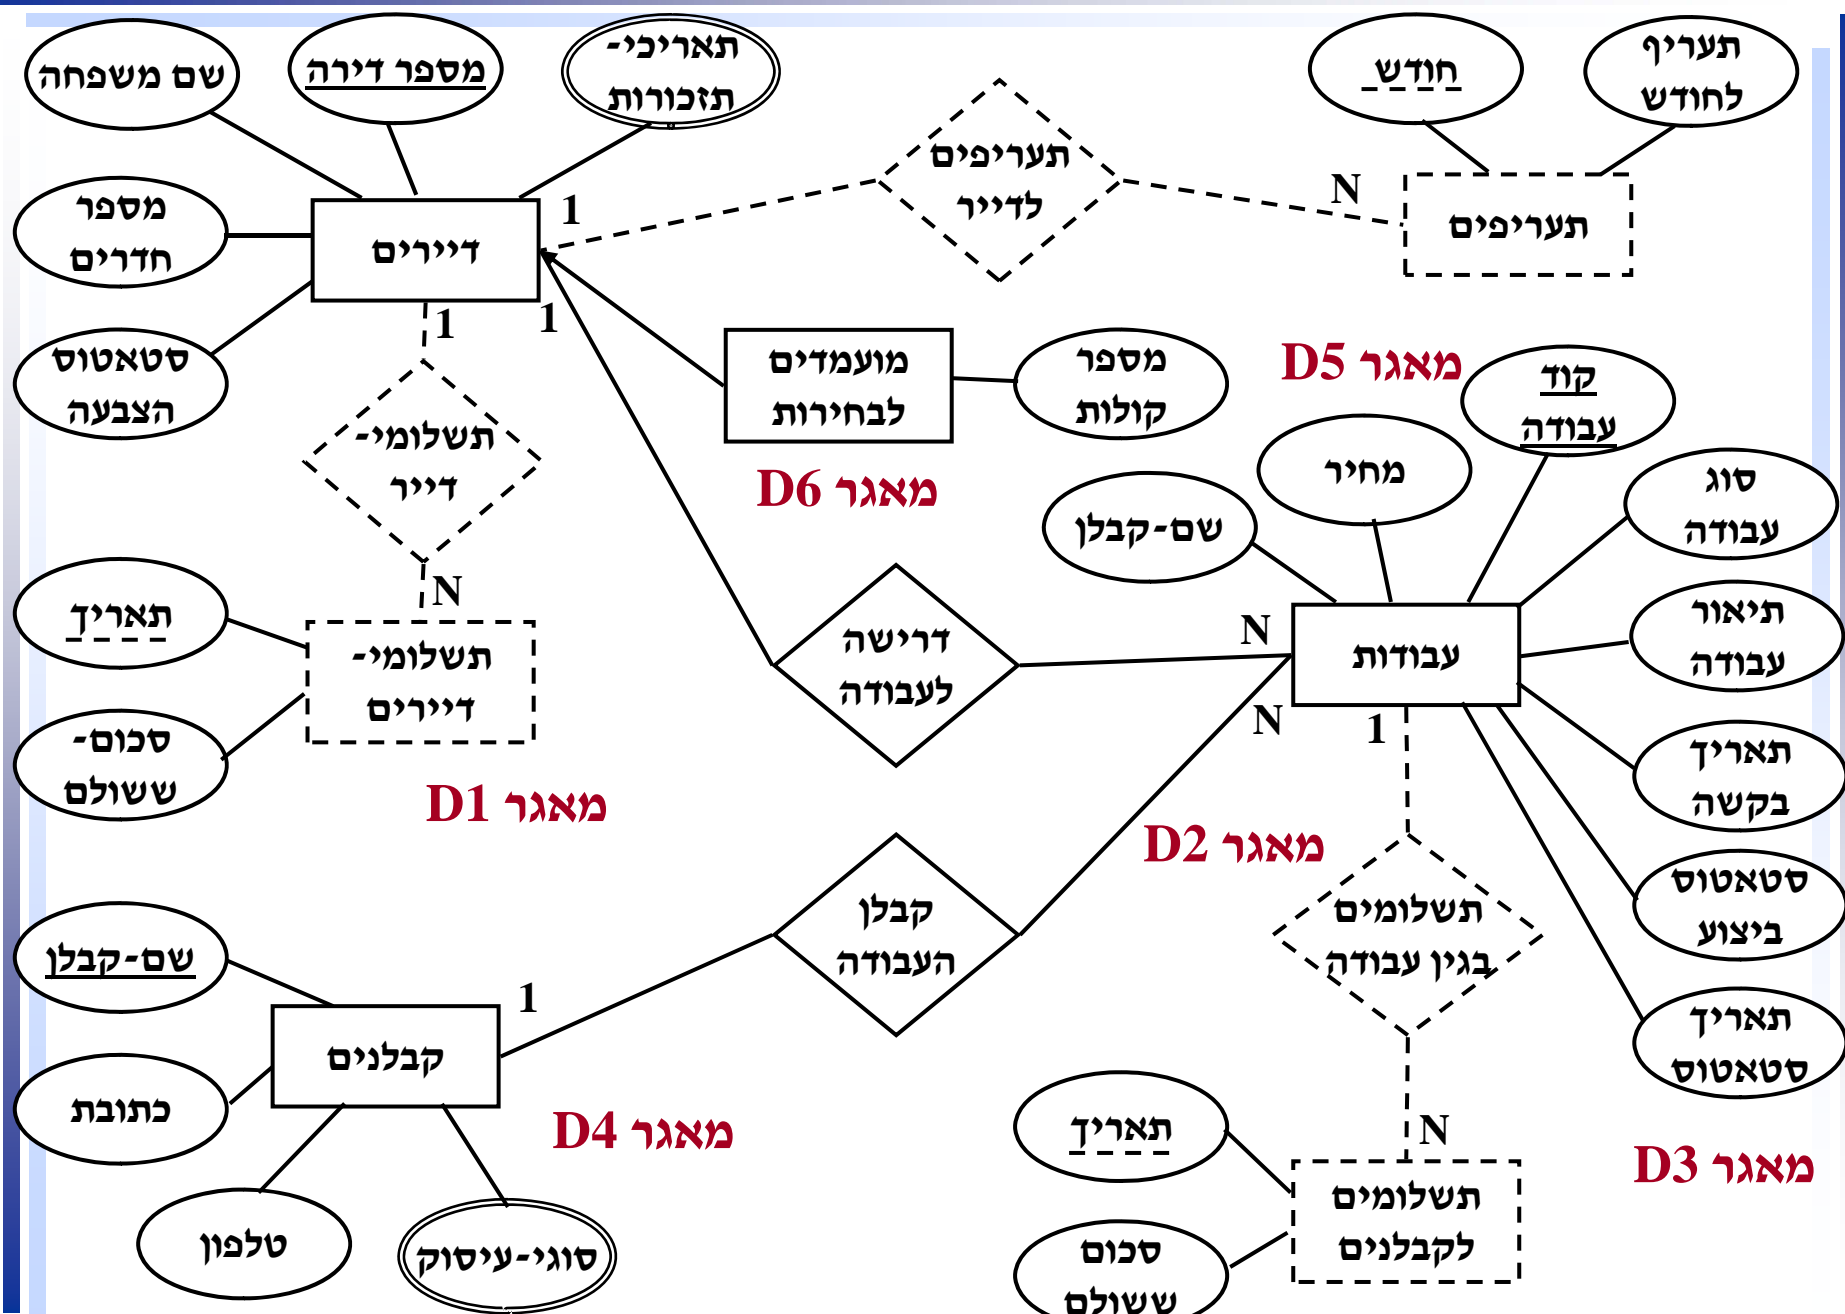 תאריכי-
תזכורות
מספר דירה
שם משפחה
תעריף
לחודש
חודש
תעריפים
לדייר
N
תעריפים
1
דיירים
מספר
חדרים
1
1
סטאטוס
הצבעה
מועמדים
לבחירות
מספר
קולות
מאגר D5
קוד
עבודה
תשלומי-
דייר
מאגר D6
מחיר
סוג
עבודה
שם-קבלן
N
תאריך
תשלומי-
דיירים
דרישה
לעבודה
N
עבודות
תיאור
עבודה
N
1
סכום-
ששולם
מאגר D1
תאריך
בקשה
מאגר D2
קבלן
העבודה
תשלומים
בגין עבודה
סטאטוס
ביצוע
שם-קבלן
1
קבלנים
תאריך
סטאטוס
כתובת
מאגר D4
תאריך
N
מאגר D3
תשלומים
לקבלנים
טלפון
סוגי-עיסוק
סכום
ששולם